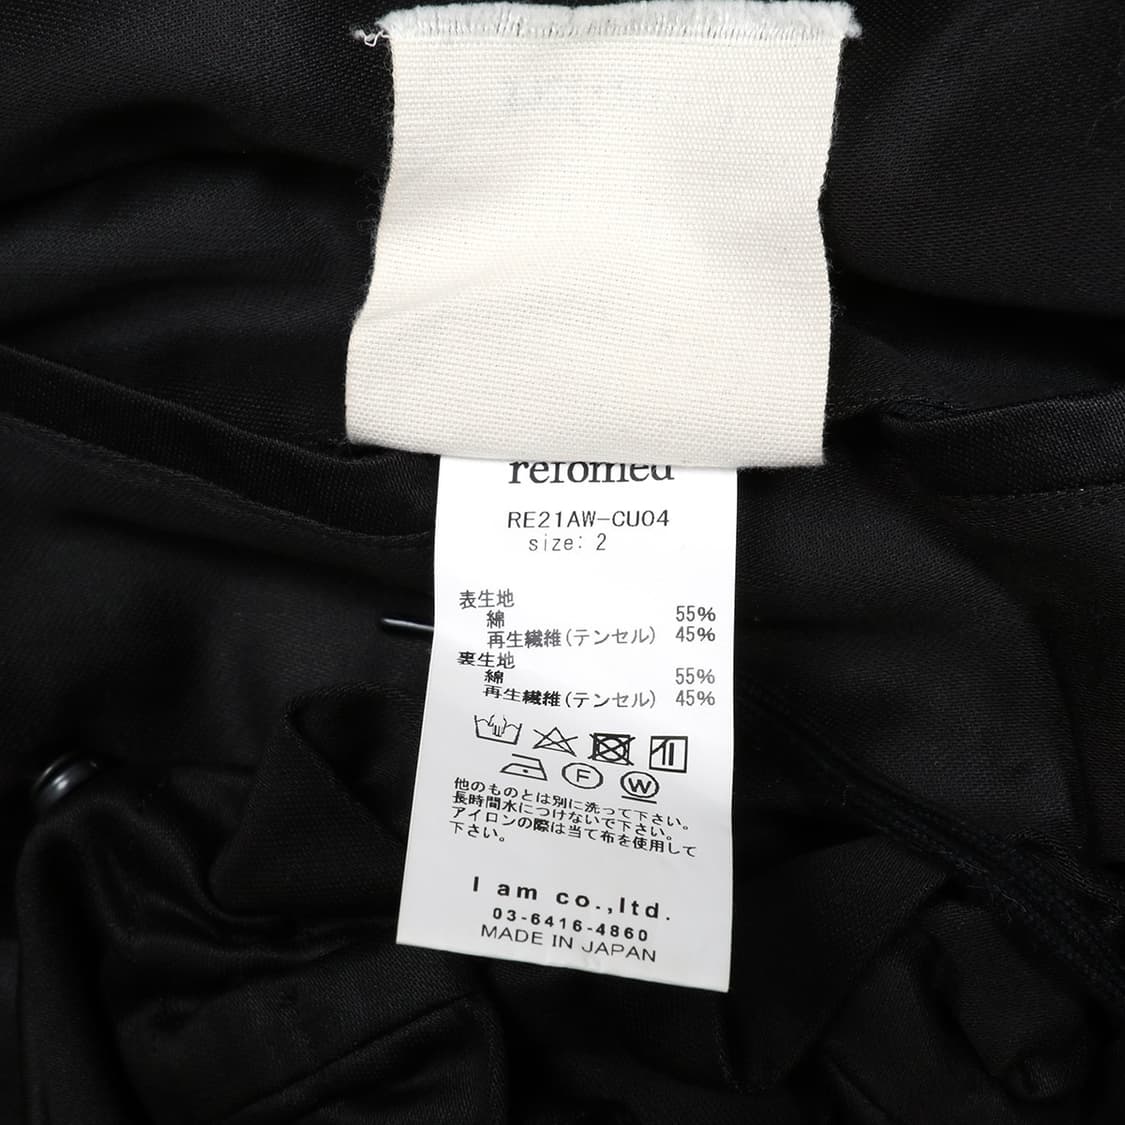 refomed
RE21AW-CU04
size: 2
表生地
綿 55%
再生繊維(テンセル) 45%
裏生地
綿 55%
再生繊維(テンセル) 45%
F W
他のものとは別に洗って下さい。
長時間水につけないで下さい。
アイロンの際は当て布を使用して
下さい。
I am co.,ltd.
03-6416-4860
MADE IN JAPAN